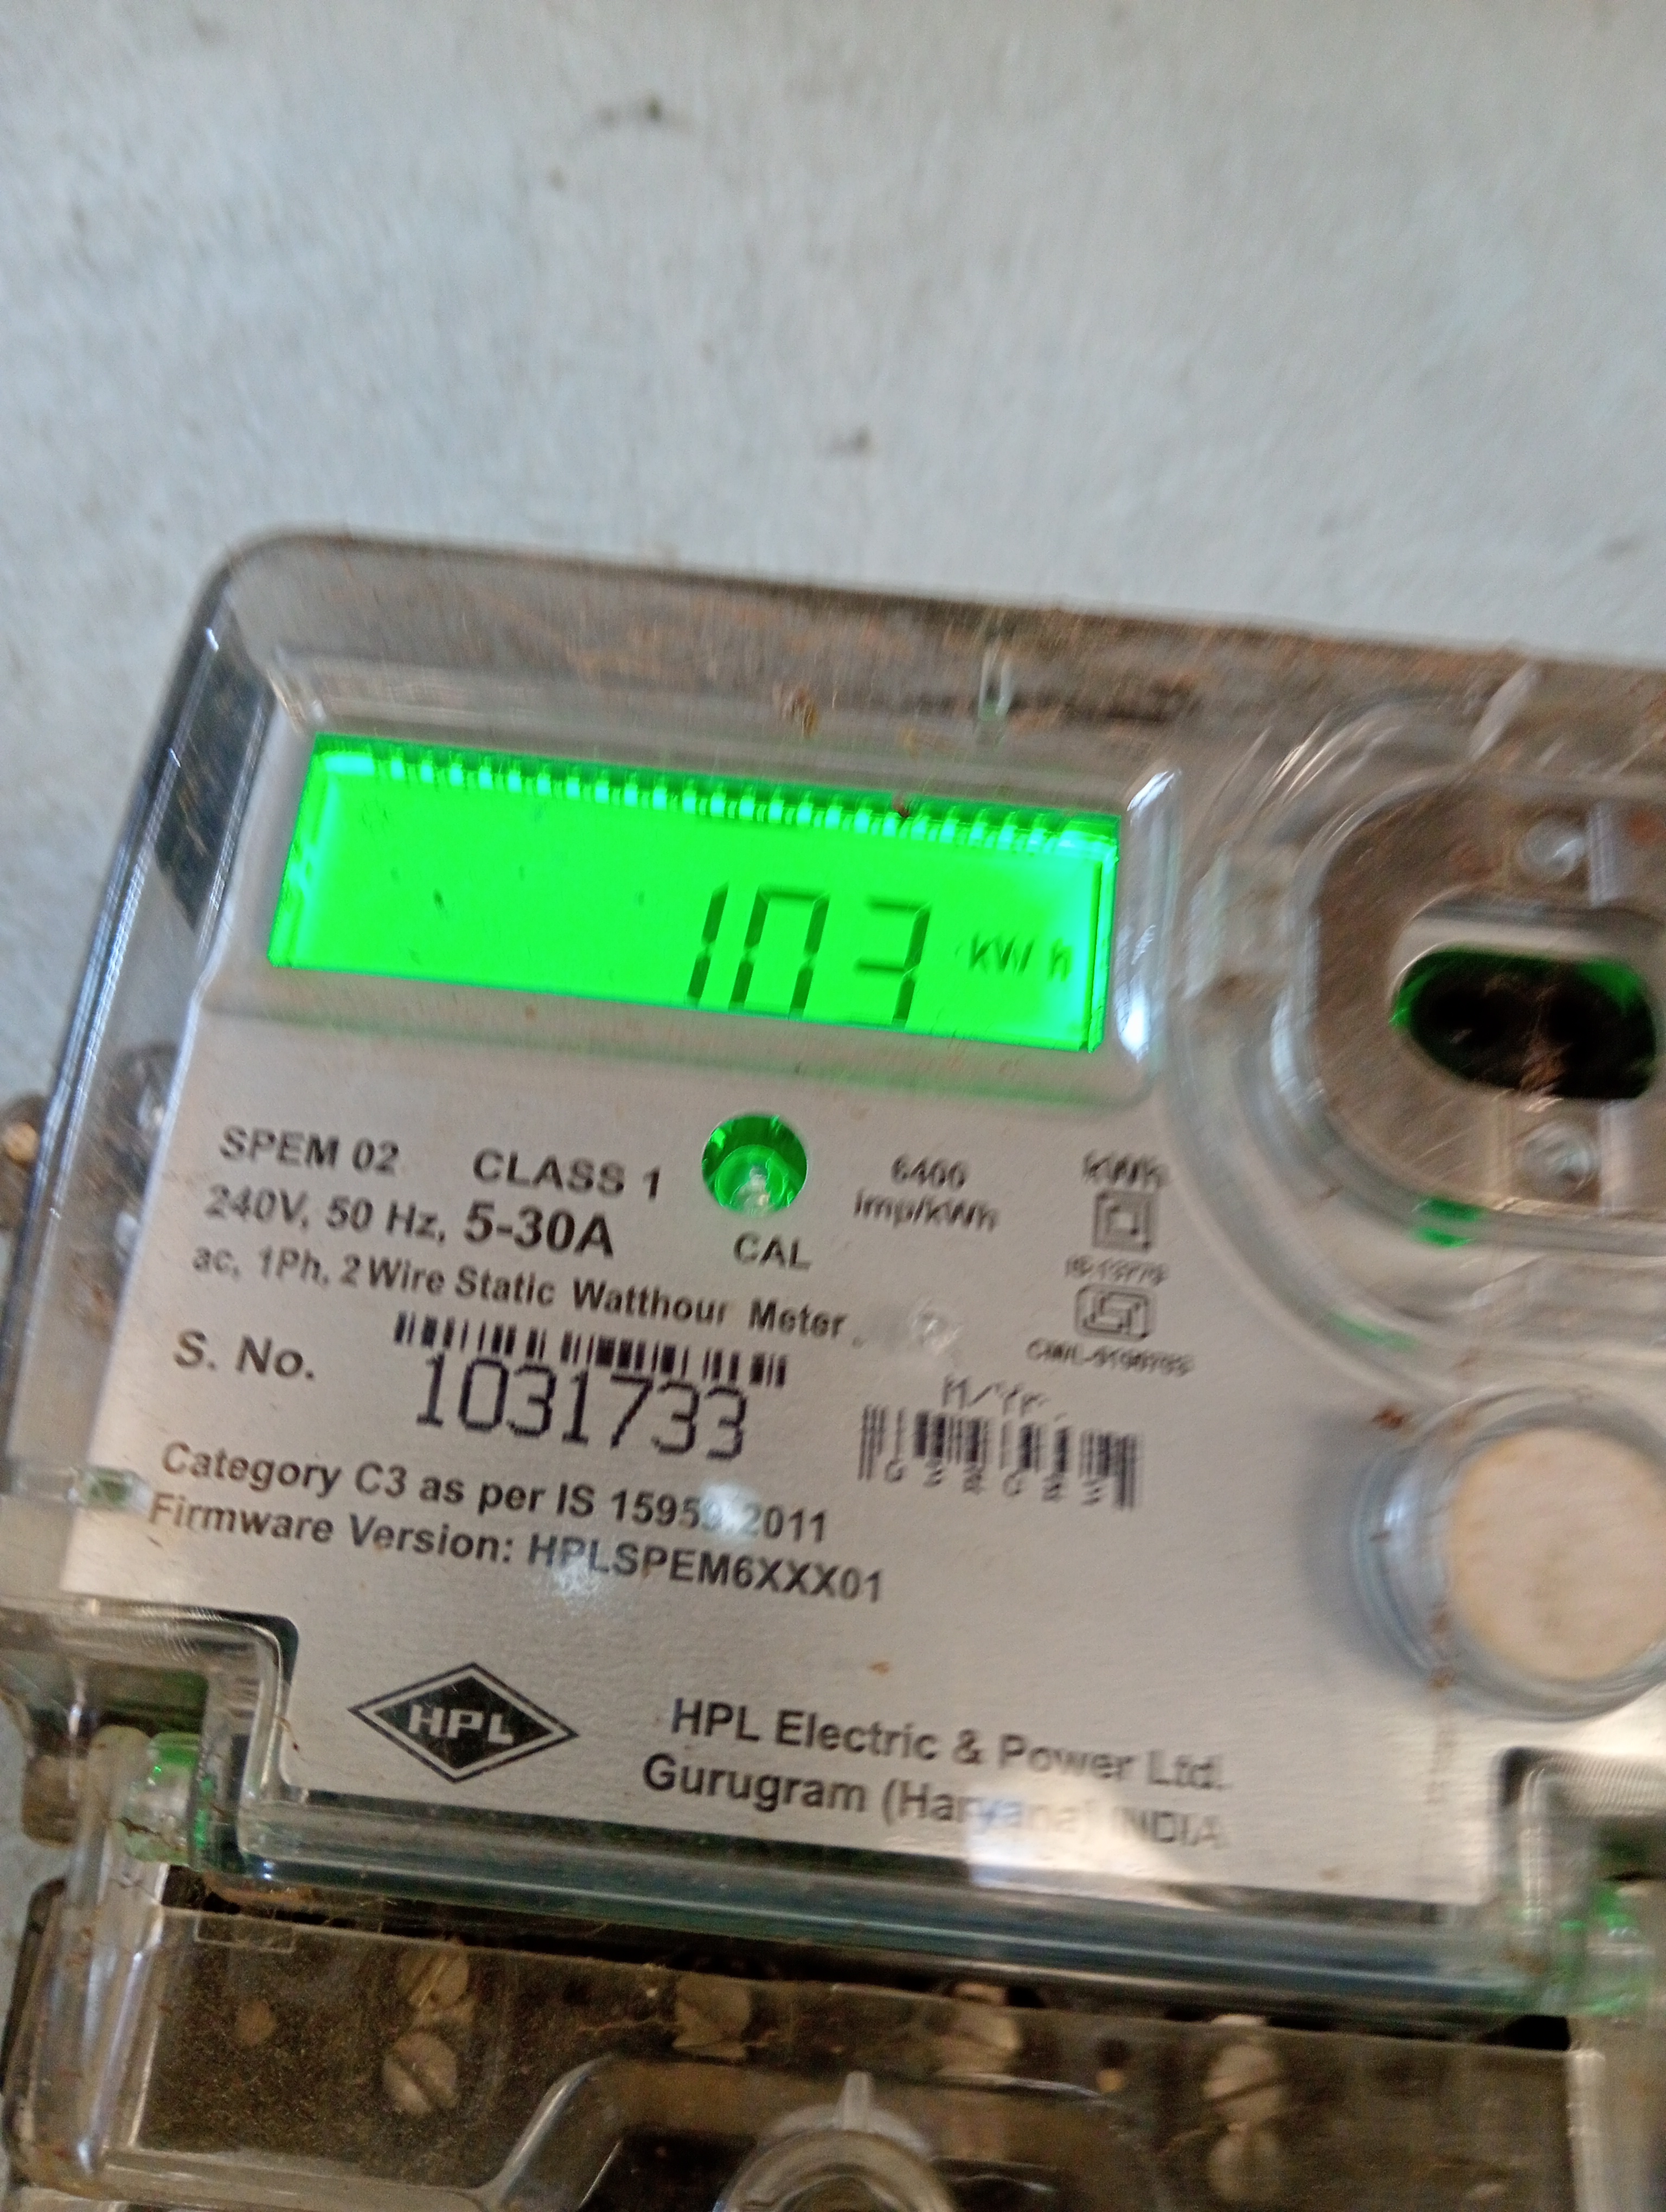 103 kWh
SPEM 02 CLASS 1
240V, 50 Hz, 5-30A
CAL
6400
imp/kWh
kWh
ac, 1Ph, 2 Wire Static Watthour Meter
S. No.
1031733
M/Yr.
Category C3 as per IS 15959:2011
Firmware Version: HPLSPEM6XXX01
HPL
HPL Electric & Power Ltd.
Gurugram (Haryana) INDIA